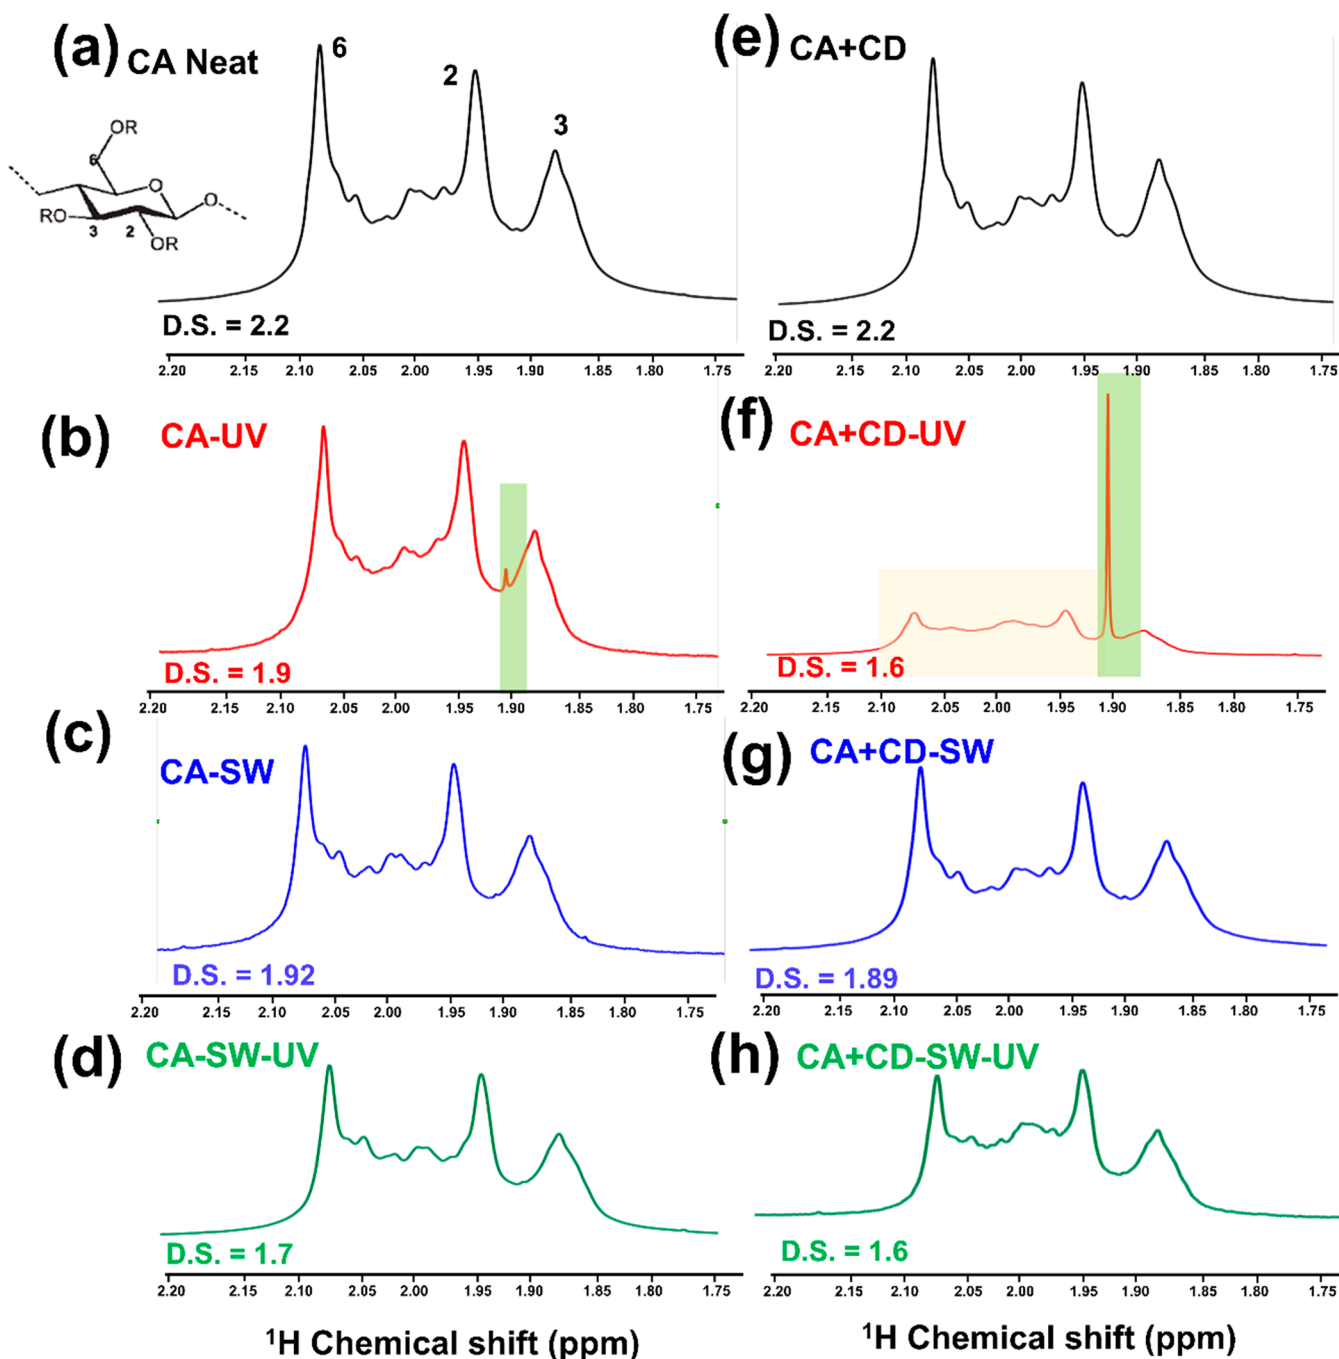 (a) CA Neat
6
2
3
OR
6
O
O
RO
3
2
OR
D.S. = 2.2
2.20 2.15 2.10 2.05 2.00 1.95 1.90 1.85 1.80 1.75
(e) CA+CD
D.S. = 2.2
2.20 2.15 2.10 2.05 2.00 1.95 1.90 1.85 1.80 1.75
(b) CA-UV
D.S. = 1.9
2.20 2.15 2.10 2.05 2.00 1.95 1.90 1.85 1.80 1.75
(f) CA+CD-UV
D.S. = 1.6
2.20 2.15 2.10 2.05 2.00 1.95 1.90 1.85 1.80 1.75
(c) CA-SW
D.S. = 1.92
2.20 2.15 2.10 2.05 2.00 1.95 1.90 1.85 1.80 1.75
(g) CA+CD-SW
D.S. = 1.89
2.20 2.15 2.10 2.05 2.00 1.95 1.90 1.85 1.80 1.75
(d) CA-SW-UV
D.S. = 1.7
2.20 2.15 2.10 2.05 2.00 1.95 1.90 1.85 1.80 1.75
¹H Chemical shift (ppm)
(h) CA+CD-SW-UV
D.S. = 1.6
2.20 2.15 2.10 2.05 2.00 1.95 1.90 1.85 1.80 1.75
¹H Chemical shift (ppm)